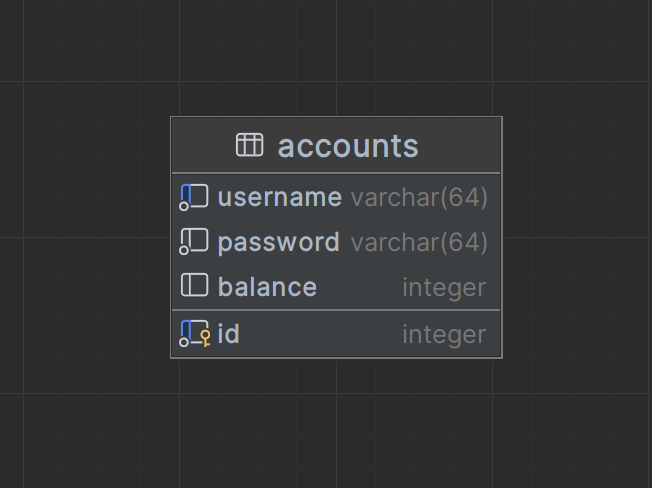 accounts
username varchar(64)
password varchar(64)
balance integer
id integer